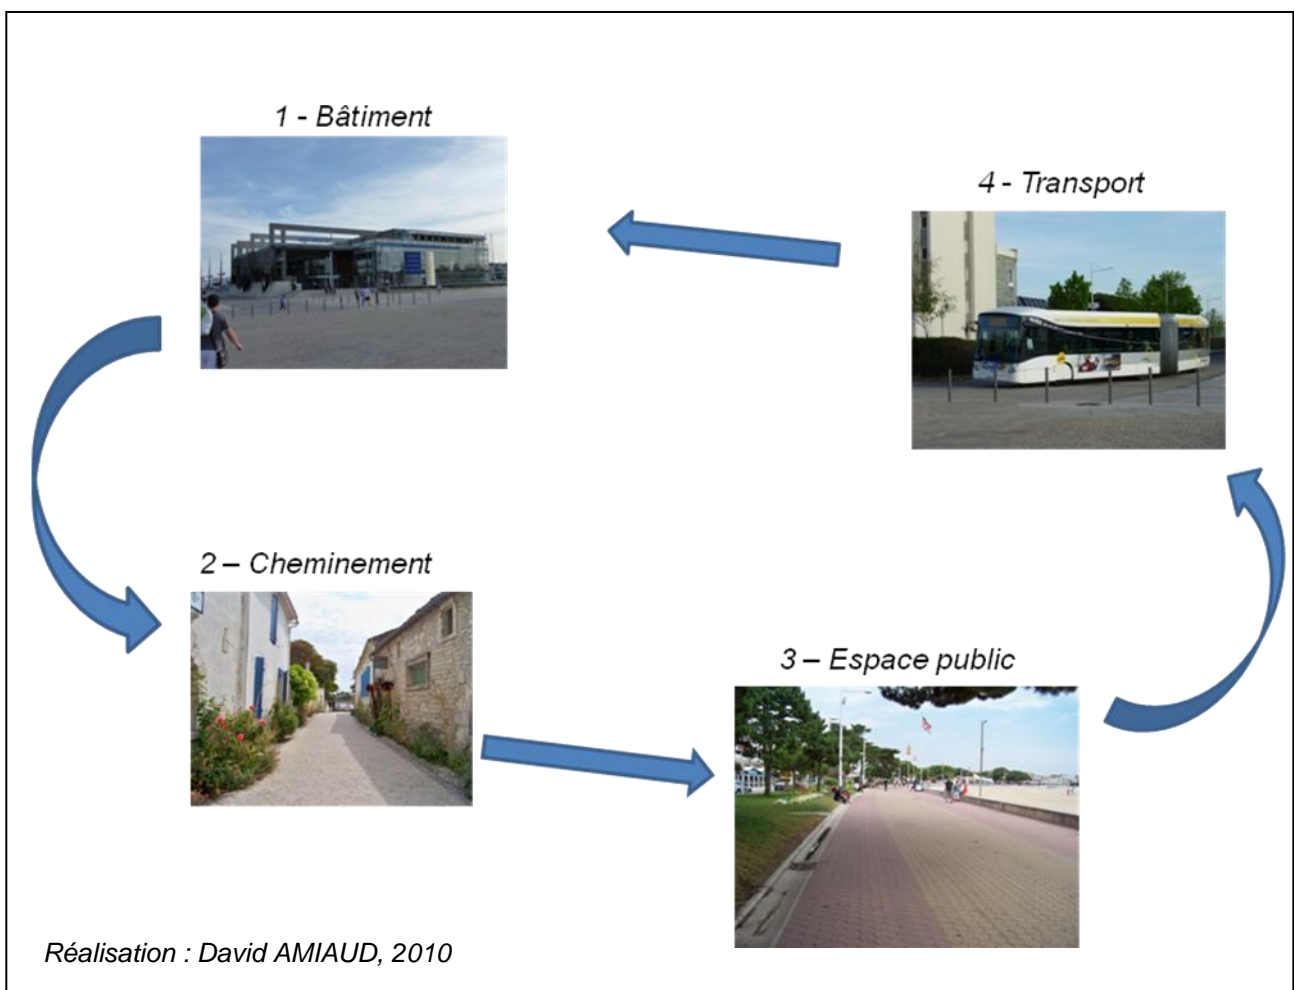 1 - Bâtiment
4 - Transport
2 – Cheminement
3 – Espace public
Réalisation : David AMIAUD, 2010